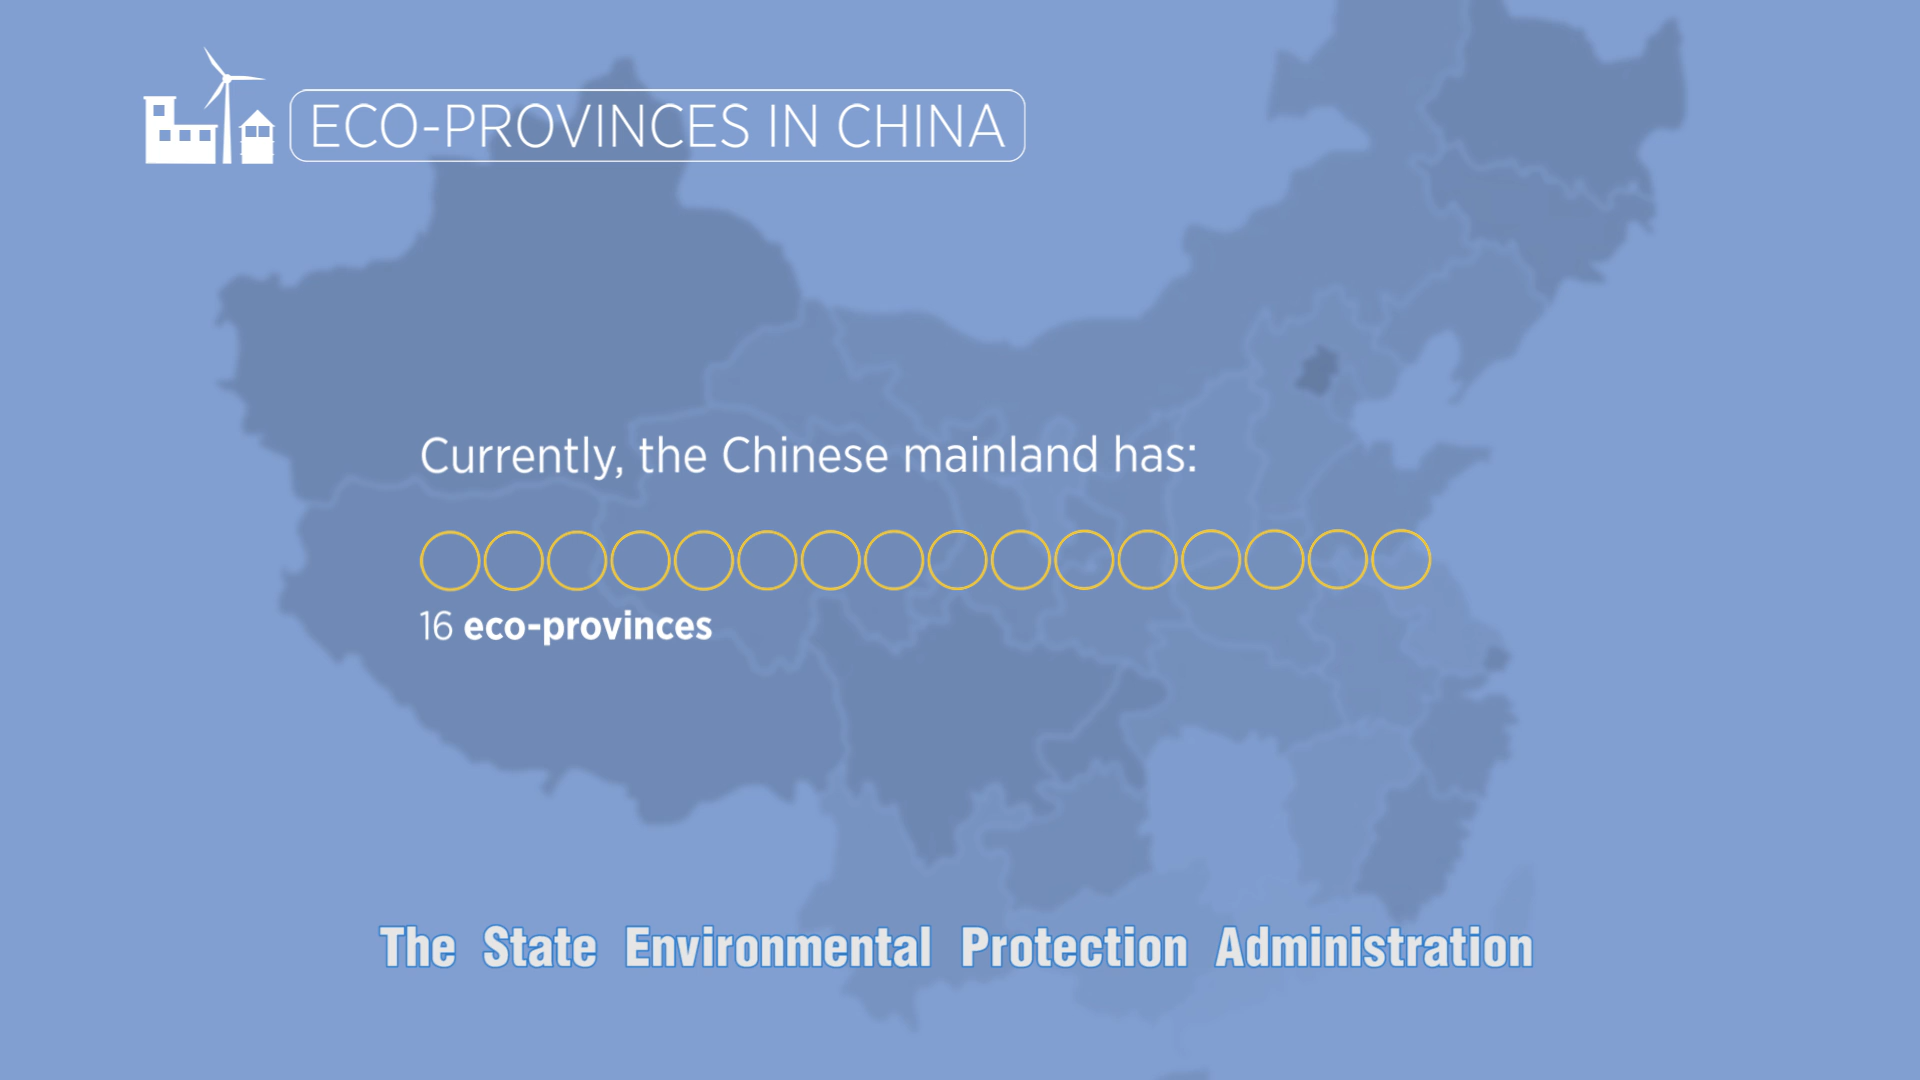 ECO-PROVINCES IN CHINA
Currently, the Chinese mainland has:
16 eco-provinces
The State Environmental Protection Administration